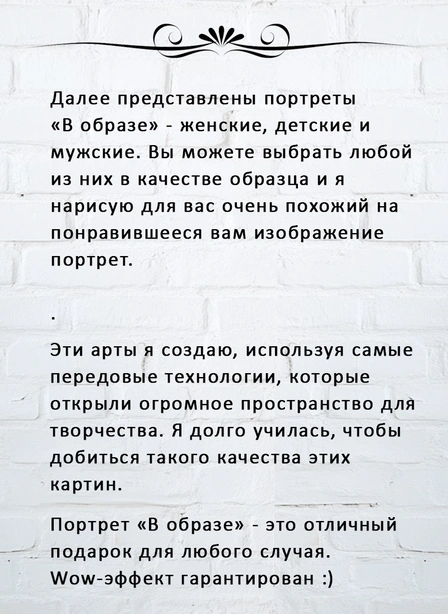 Далее представлены портреты
«В образе» - женские, детские и
мужские. Вы можете выбрать любой
из них в качестве образца и я
нарисую для вас очень похожий на
понравившееся вам изображение
портрет.
.
Эти арты я создаю, используя самые
передовые технологии, которые
открыли огромное пространство для
творчества. Я долго училась, чтобы
добиться такого качества этих
картин.
Портрет «В образе» - это отличный
подарок для любого случая.
Wow-эффект гарантирован :)